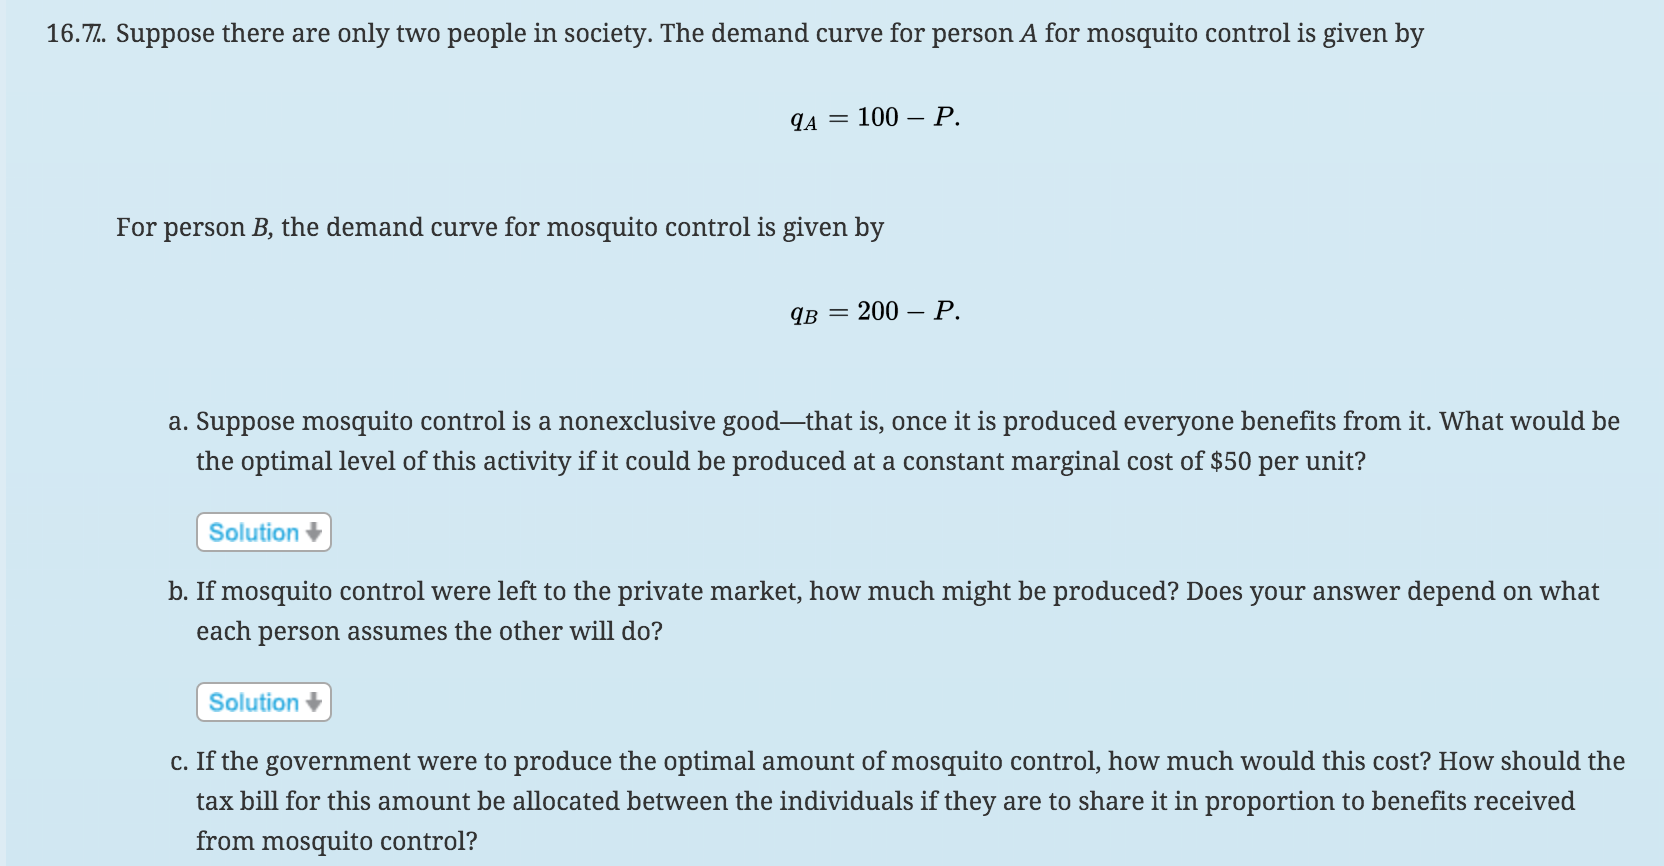 16.7. Suppose there are only two people in society. The demand curve for person A for mosquito control is given by
qA = 100 – P.
For person B, the demand curve for mosquito control is given by
qB = 200 – P.
a. Suppose mosquito control is a nonexclusive good—that is, once it is produced everyone benefits from it. What would be
the optimal level of this activity if it could be produced at a constant marginal cost of $50 per unit?
Solution
b. If mosquito control were left to the private market, how much might be produced? Does your answer depend on what
each person assumes the other will do?
Solution
c. If the government were to produce the optimal amount of mosquito control, how much would this cost? How should the
tax bill for this amount be allocated between the individuals if they are to share it in proportion to benefits received
from mosquito control?